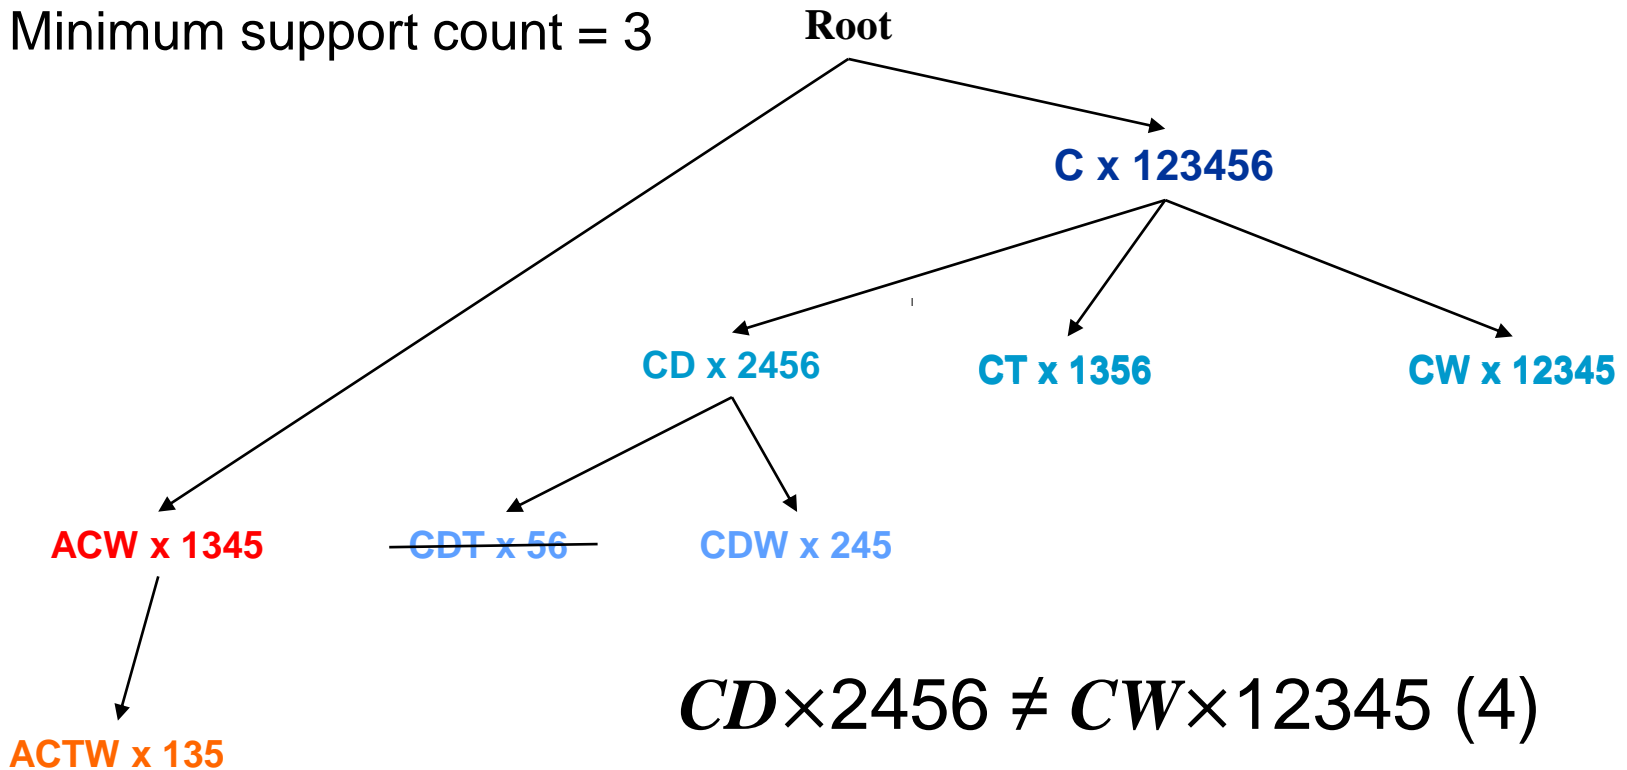 Minimum support count = 3
Root
C x 123456
CD x 2456
CT x 1356
CW x 12345
ACW x 1345
CDT x 56
CDW x 245
CD×2456 ≠ CW×12345 (4)
ACTW x 135